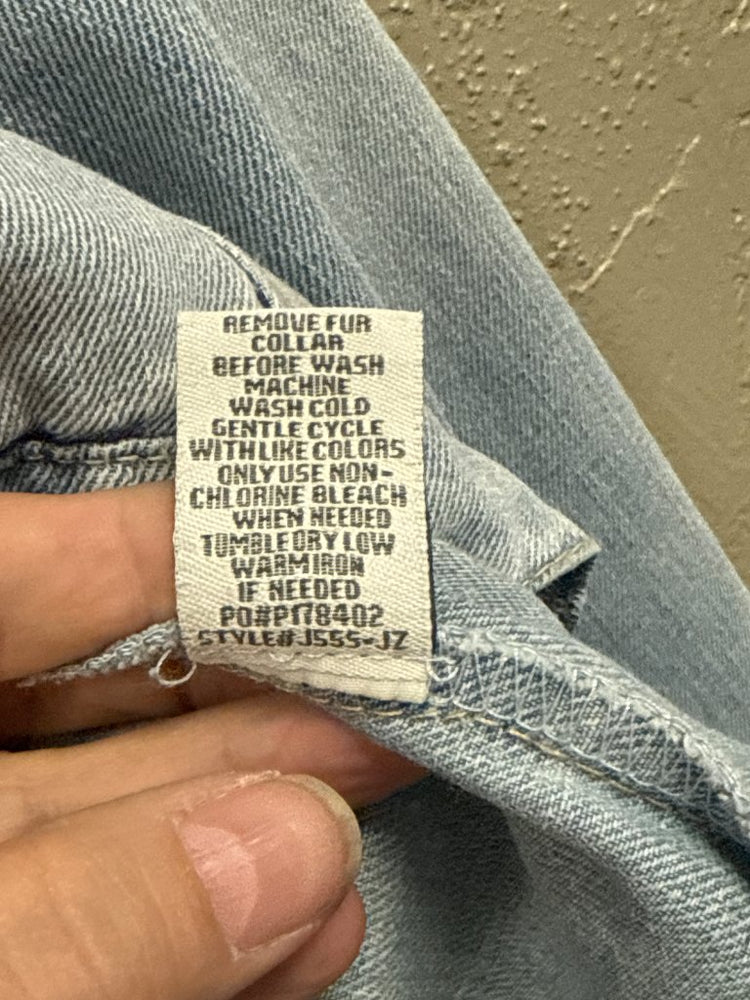 REMOVE FUR
COLLAR
BEFORE WASH
MACHINE
WASH COLD
GENTLE CYCLE
WITH LIKE COLORS
ONLY USE NON-
CHLORINE BLEACH
WHEN NEEDED
TUMBLE DRY LOW
WARM IRON
IF NEEDED
PO#P178402
STYLE#J555-JZ